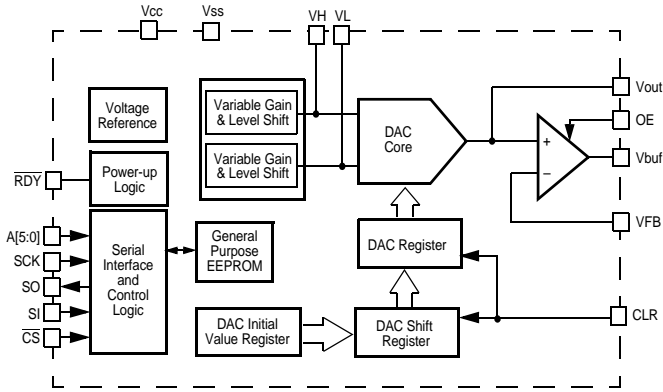 Vcc
Vss
VH
VL
Vout
OE
Vbuf
VFB
CLR
RDY
A[5:0]
SCK
SO
SI
CS
Voltage
Reference
Power-up
Logic
Serial
Interface
and
Control
Logic
Variable Gain
& Level Shift
Variable Gain
& Level Shift
General
Purpose
EEPROM
DAC Initial
Value Register
DAC
Core
DAC Register
DAC Shift
Register
+
−